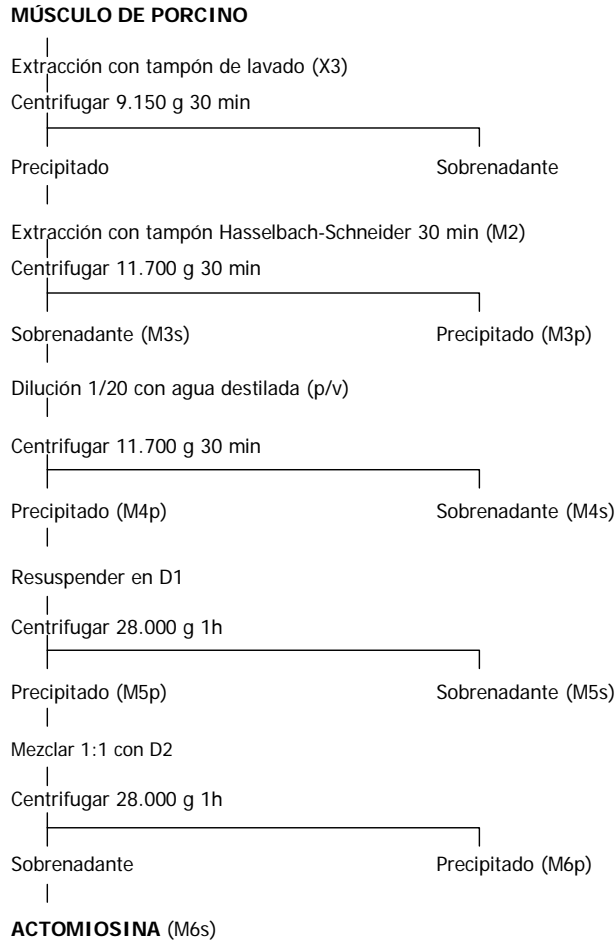 MÚSCULO DE PORCINO
Extracción con tampón de lavado (X3)
Centrifugar 9.150 g 30 min
Precipitado Sobrenadante
Extracción con tampón Hasselbach-Schneider 30 min (M2)
Centrifugar 11.700 g 30 min
Sobrenadante (M3s) Precipitado (M3p)
Dilución 1/20 con agua destilada (p/v)
Centrifugar 11.700 g 30 min
Precipitado (M4p) Sobrenadante (M4s)
Resuspender en D1
Centrifugar 28.000 g 1h
Precipitado (M5p) Sobrenadante (M5s)
Mezclar 1:1 con D2
Centrifugar 28.000 g 1h
Sobrenadante Precipitado (M6p)
ACTOMIOSINA (M6s)